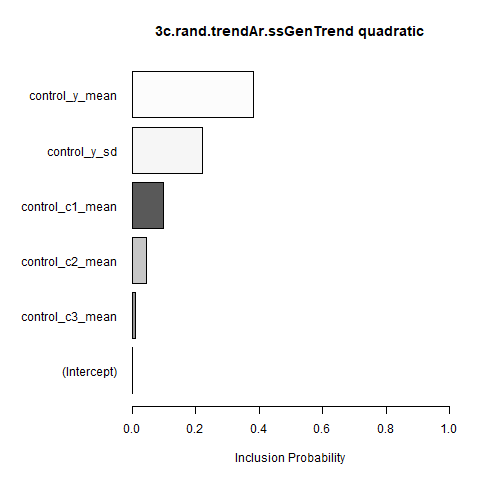 3c.rand.trendAr.ssGenTrend quadratic
control_y_mean
control_y_sd
control_c1_mean
control_c2_mean
control_c3_mean
(Intercept)
0.0 0.2 0.4 0.6 0.8 1.0
Inclusion Probability